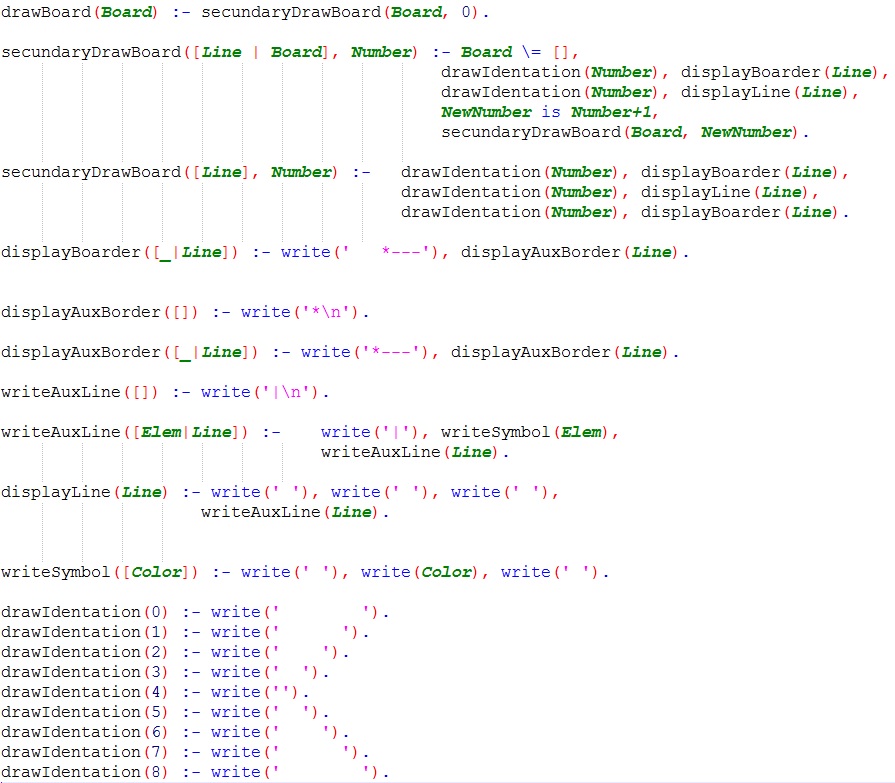 drawBoard(Board) :- secundaryDrawBoard(Board, 0).
secundaryDrawBoard([Line | Board], Number) :- Board \= [],
drawIdentation(Number), displayBoarder(Line),
drawIdentation(Number), displayLine(Line),
NewNumber is Number+1,
secundaryDrawBoard(Board, NewNumber).
secundaryDrawBoard([Line], Number) :-   drawIdentation(Number), displayBoarder(Line),
drawIdentation(Number), displayLine(Line),
drawIdentation(Number), displayBoarder(Line).
displayBoarder([_|Line]) :- write('   *---'), displayAuxBorder(Line).
displayAuxBorder([]) :- write('*\n').
displayAuxBorder([_|Line]) :- write('*---'), displayAuxBorder(Line).
writeAuxLine([]) :- write('|\n').
writeAuxLine([Elem|Line]) :-    write('|'), writeSymbol(Elem),
writeAuxLine(Line).
displayLine(Line) :- write(' '), write(' '), write(' '),
writeAuxLine(Line).
writeSymbol([Color]) :- write(' '), write(Color), write(' ').
drawIdentation(0) :- write('        ').
drawIdentation(1) :- write('      ').
drawIdentation(2) :- write('    ').
drawIdentation(3) :- write('  ').
drawIdentation(4) :- write('').
drawIdentation(5) :- write('  ').
drawIdentation(6) :- write('    ').
drawIdentation(7) :- write('      ').
drawIdentation(8) :- write('        ').